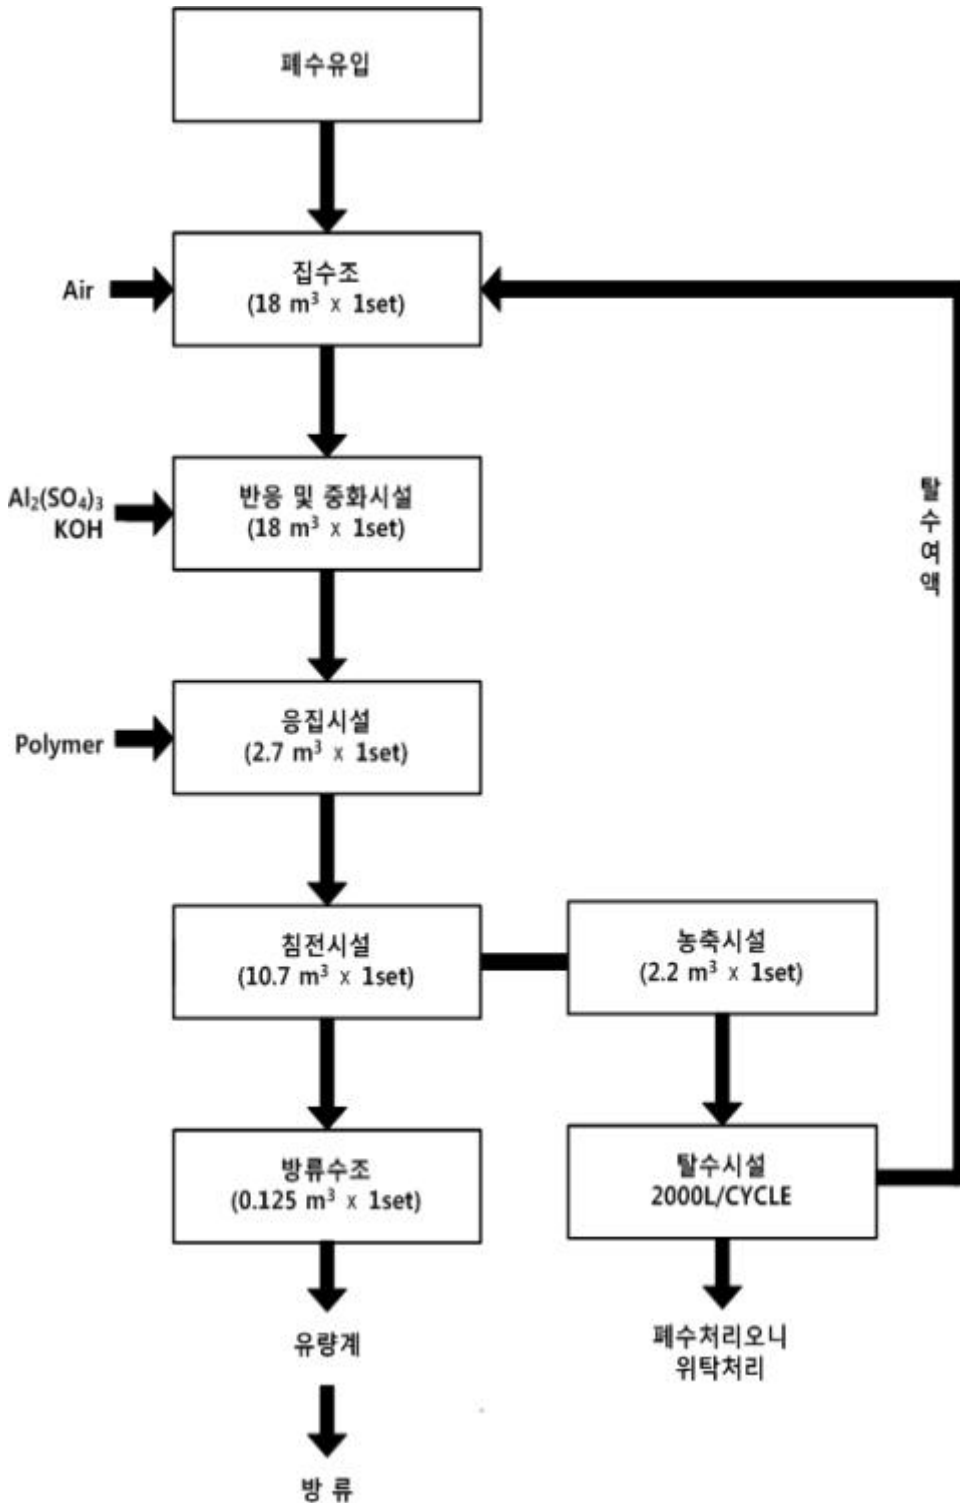 폐수유입
Air
집수조
(18 m³ x 1set)
Al₂(SO₄)₃
KOH
반응 및 중화시설
(18 m³ x 1set)
탈
수
여
액
Polymer
응집시설
(2.7 m³ x 1set)
침전시설
(10.7 m³ x 1set)
농축시설
(2.2 m³ x 1set)
방류수조
(0.125 m³ x 1set)
탈수시설
2000L/CYCLE
유량계
폐수처리오니
위탁처리
방 류